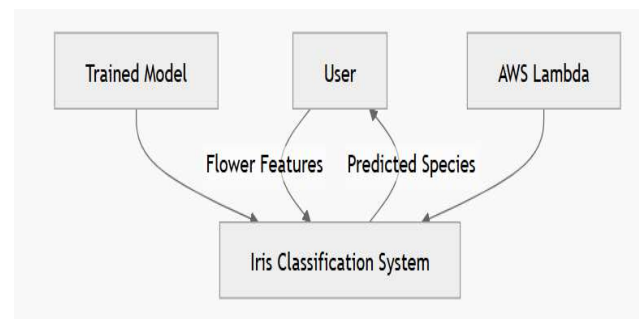 Trained Model
User
AWS Lambda
Flower Features
Predicted Species
Iris Classification System